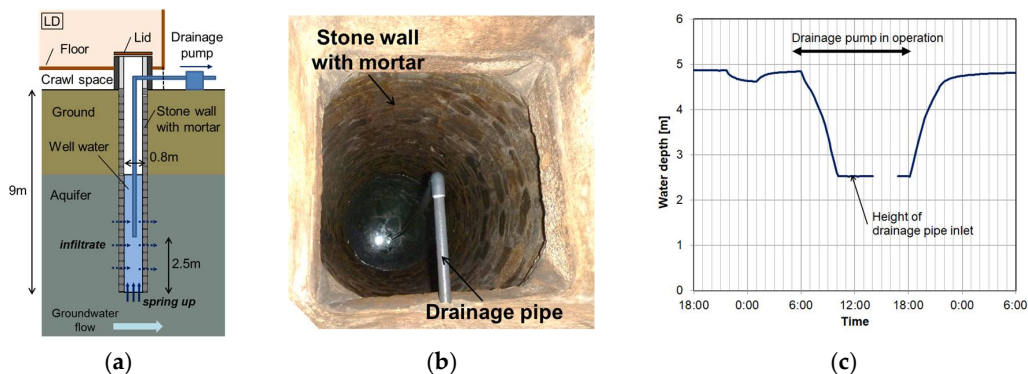 LD
Lid
Drainage
pump
Floor
Crawl space
Ground
Stone wall
with mortar
Well water
0.8m
9m
Aquifer
infiltrate
2.5m
spring up
Groundwater
flow
(a)
Stone wall
with mortar
Drainage pipe
(b)
6
5
4
3
2
1
0
Water depth [m]
Drainage pump in operation
Height of
drainage pipe inlet
18:00 0:00 6:00 12:00 18:00 0:00 6:00
Time
(c)